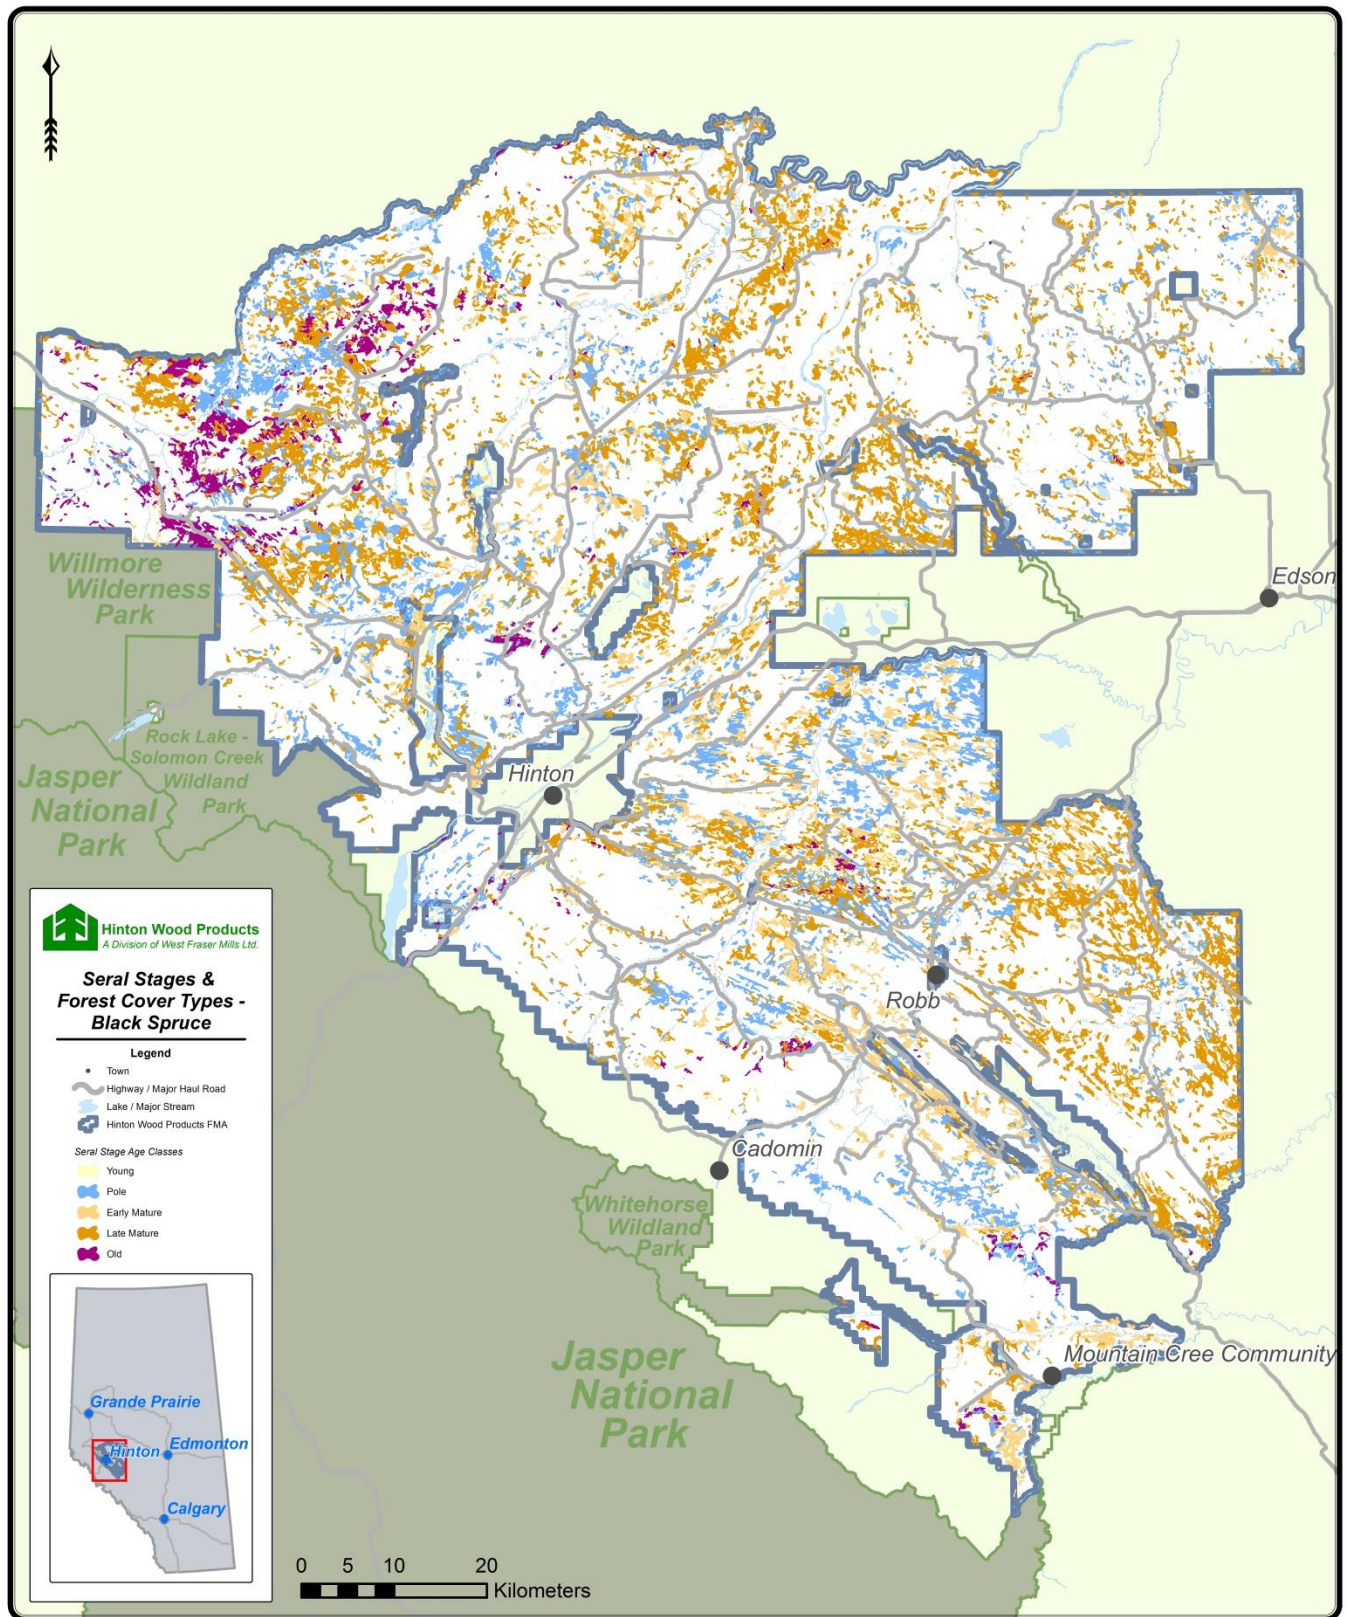 Edson
Willmore
Wilderness
Park
Rock Lake -
Solomon Creek
Wildland
Park
Jasper
National
Park
Hinton
Robb
Cadomin
Whitehorse
Wildland
Park
Jasper
National
Park
Mountain Cree Community
Hinton Wood Products
A Division of West Fraser Mills Ltd.
Seral Stages &
Forest Cover Types -
Black Spruce
Legend
Town
Highway / Major Haul Road
Lake / Major Stream
Hinton Wood Products FMA
Seral Stage Age Classes
Young
Pole
Early Mature
Late Mature
Old
Grande Prairie
Hinton
Edmonton
Calgary
0 5 10 20
Kilometers